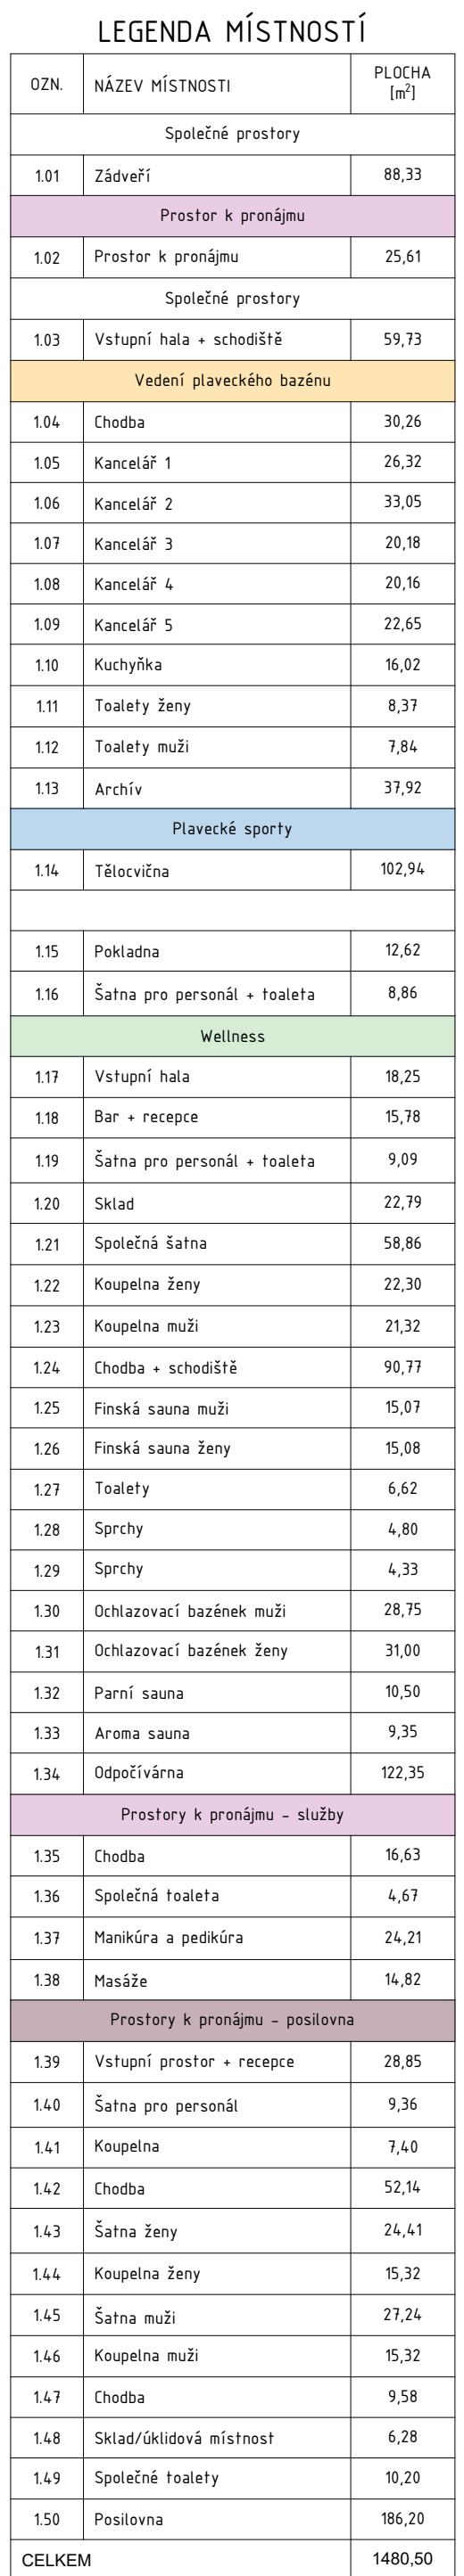 LEGENDA MÍSTNOSTÍ
OZN. NÁZEV MÍSTNOSTI PLOCHA [m²]
Společné prostory
1.01 Zádveří 88,33
Prostor k pronájmu
1.02 Prostor k pronájmu 25,61
Společné prostory
1.03 Vstupní hala + schodiště 59,73
Vedení plaveckého bazénu
1.04 Chodba 30,26
1.05 Kancelář 1 26,32
1.06 Kancelář 2 33,05
1.07 Kancelář 3 20,18
1.08 Kancelář 4 20,16
1.09 Kancelář 5 22,65
1.10 Kuchyňka 16,02
1.11 Toalety ženy 8,37
1.12 Toalety muži 7,84
1.13 Archív 37,92
Plavecké sporty
1.14 Tělocvična 102,94
1.15 Pokladna 12,62
1.16 Šatna pro personál + toaleta 8,86
Wellness
1.17 Vstupní hala 18,25
1.18 Bar + recepce 15,78
1.19 Šatna pro personál + toaleta 9,09
1.20 Sklad 22,79
1.21 Společná šatna 58,86
1.22 Koupelna ženy 22,30
1.23 Koupelna muži 21,32
1.24 Chodba + schodiště 90,77
1.25 Finská sauna muži 15,07
1.26 Finská sauna ženy 15,08
1.27 Toalety 6,62
1.28 Sprchy 4,80
1.29 Sprchy 4,33
1.30 Ochlazovací bazének muži 28,75
1.31 Ochlazovací bazének ženy 31,00
1.32 Parní sauna 10,50
1.33 Aroma sauna 9,35
1.34 Odpočívárna 122,35
Prostory k pronájmu - služby
1.35 Chodba 16,63
1.36 Společná toaleta 4,67
1.37 Manikúra a pedikúra 24,21
1.38 Masáže 14,82
Prostory k pronájmu - posilovna
1.39 Vstupní prostor + recepce 28,85
1.40 Šatna pro personál 9,36
1.41 Koupelna 7,40
1.42 Chodba 52,14
1.43 Šatna ženy 24,41
1.44 Koupelna ženy 15,32
1.45 Šatna muži 27,24
1.46 Koupelna muži 15,32
1.47 Chodba 9,58
1.48 Sklad/úklidová místnost 6,28
1.49 Společné toalety 10,20
1.50 Posilovna 186,20
CELKEM 1480,50